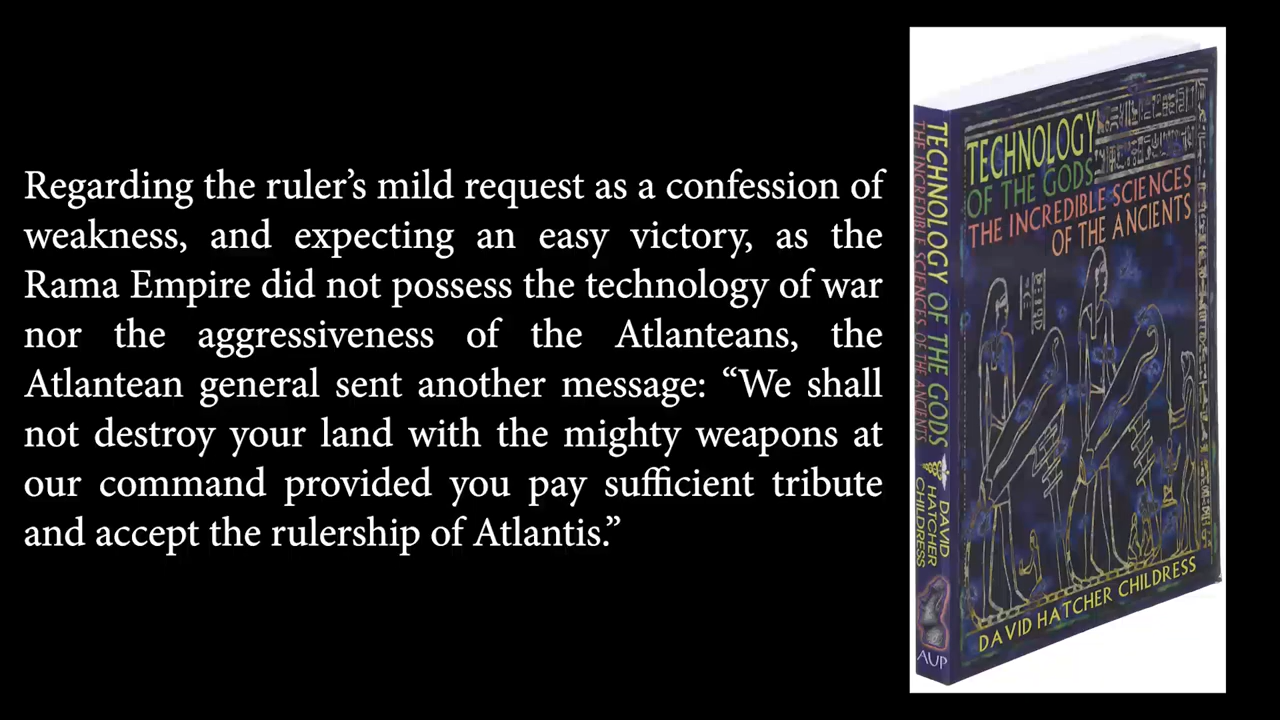 Regarding the ruler’s mild request as a confession of
weakness, and expecting an easy victory, as the
Rama Empire did not possess the technology of war
nor the aggressiveness of the Atlanteans, the
Atlantean general sent another message: “We shall
not destroy your land with the mighty weapons at
our command provided you pay sufficient tribute
and accept the rulership of Atlantis.”
TECHNOLOGY OF THE GODS
THE INCREDIBLE SCIENCES OF THE ANCIENTS
DAVID
HATCHER
CHILDRESS
AUP
TECHNOLOGY
OF THE GODS
THE INCREDIBLE SCIENCES
OF THE ANCIENTS
DAVID HATCHER CHILDRESS